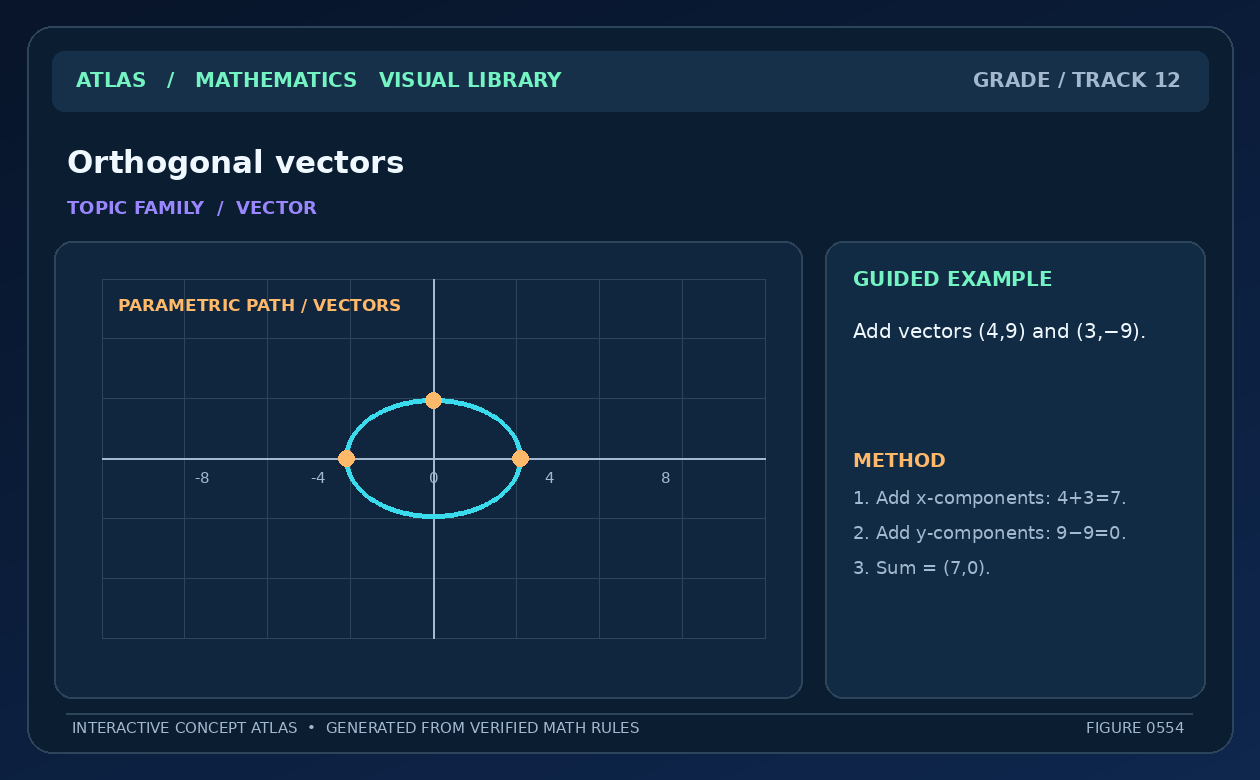 ATLAS / MATHEMATICS VISUAL LIBRARY
GRADE / TRACK 12
Orthogonal vectors
TOPIC FAMILY / VECTOR
PARAMETRIC PATH / VECTORS
-8 -4 0 4 8
GUIDED EXAMPLE
Add vectors (4,9) and (3,−9).
METHOD
1. Add x-components: 4+3=7.
2. Add y-components: 9−9=0.
3. Sum = (7,0).
INTERACTIVE CONCEPT ATLAS • GENERATED FROM VERIFIED MATH RULES
FIGURE 0554